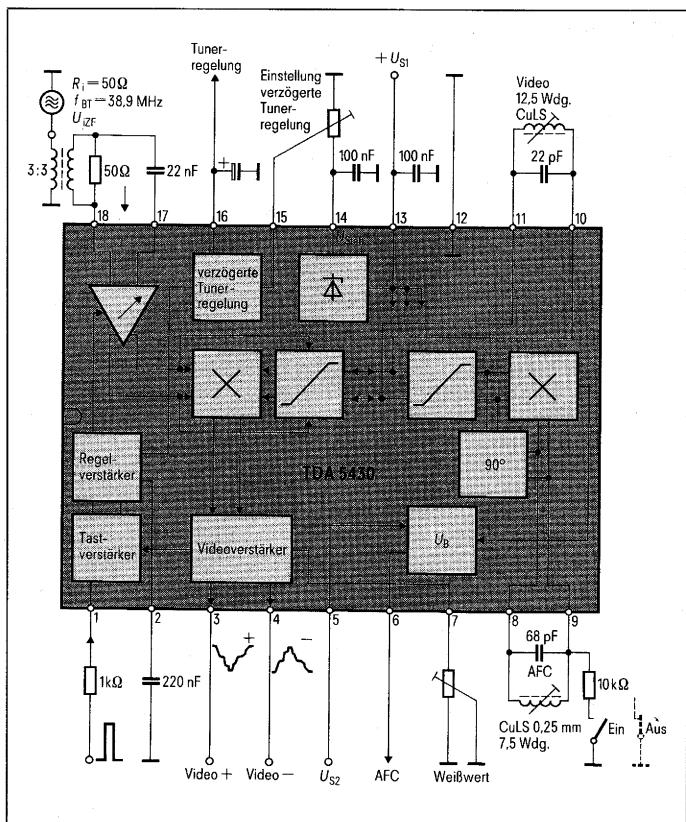 Tuner-
regelung
Einstellung
verzögerte
Tuner-
regelung
+ U_S1
Video
12,5 Wdg.
CuLS
R_i = 50Ω
f_BT = 38,9 MHz
U_iZF
3:3
50Ω
22 nF
+
100 nF
100 nF
22 pF
18
17
16
15
14
13
12
11
10
verzögerte
Tuner-
regelung
Regel-
verstärker
TDA 5430
90°
Tast-
verstärker
Videoverstärker
U_B
1
2
3
4
5
6
7
8
9
1kΩ
220 nF
+
−
68 pF
AFC
10kΩ
CuLS 0,25 mm
7,5 Wdg.
Ein
Aus
Video +
Video −
U_S2
AFC
Weißwert